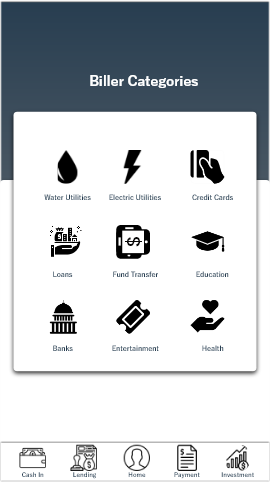 Biller Categories
Water Utilities Electric Utilities Credit Cards
Loans Fund Transfer Education
Banks Entertainment Health
Cash In Lending Home Payment Investment